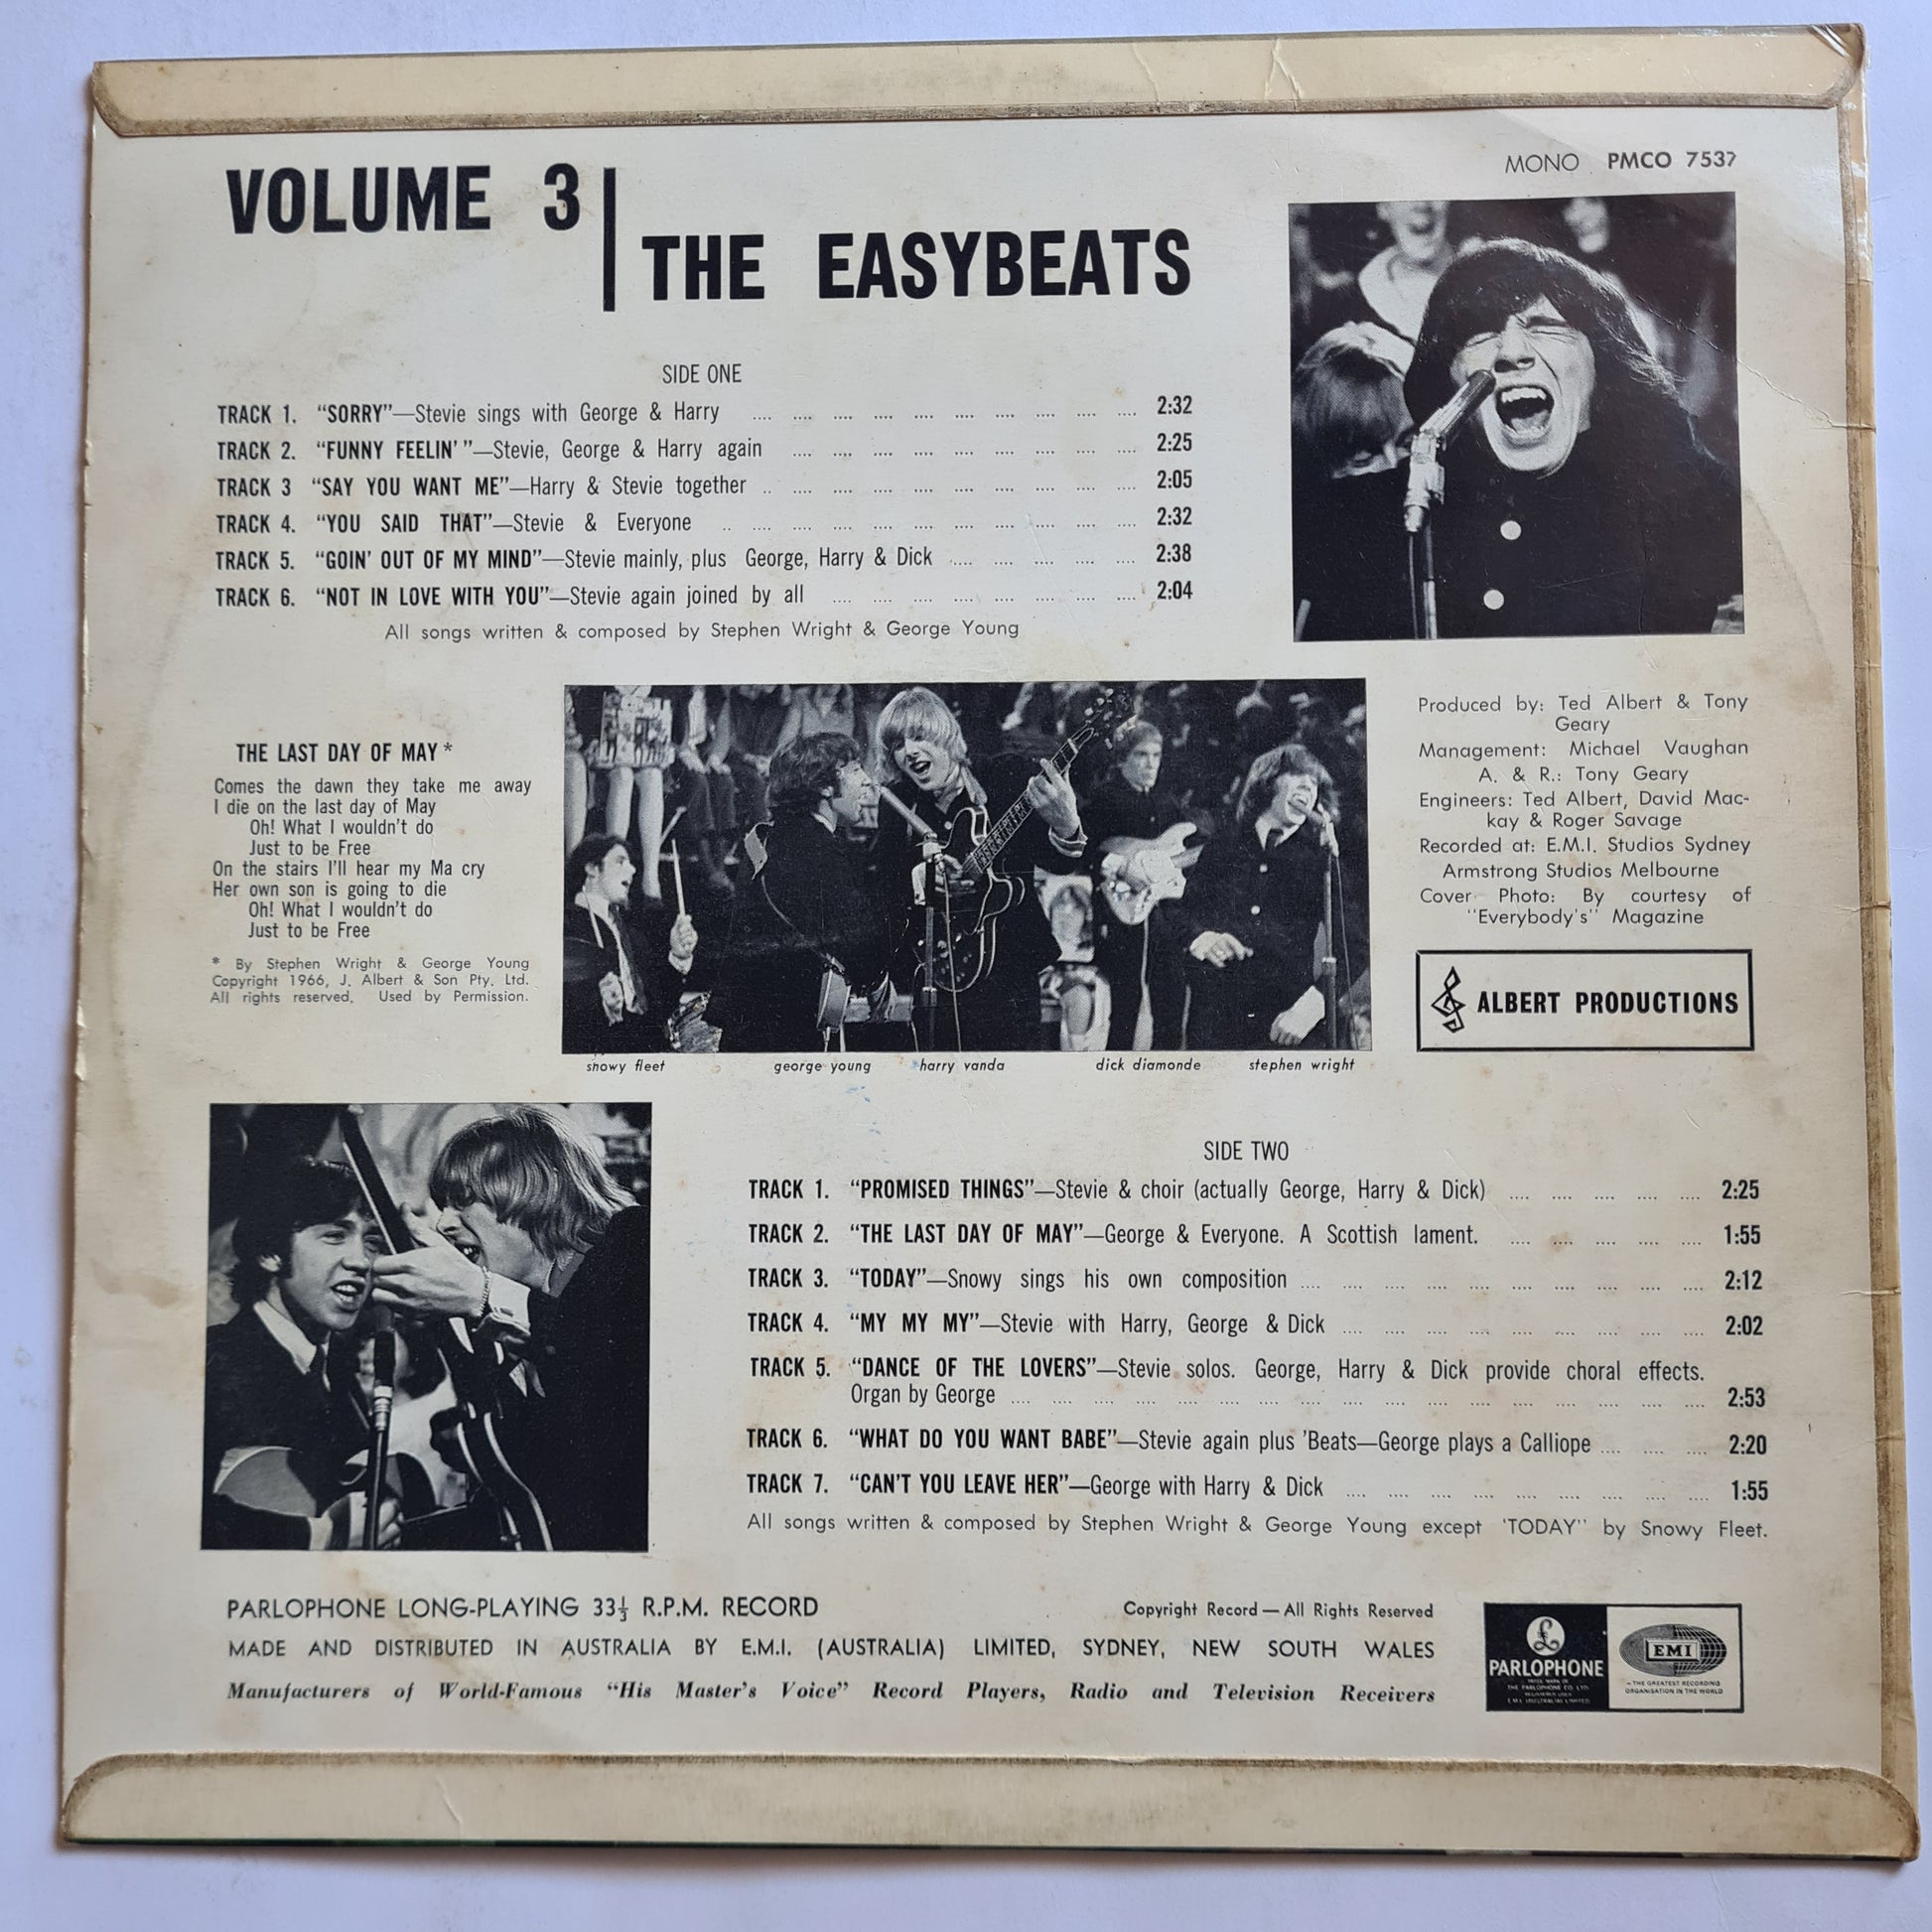 MONO PMCO 7537
VOLUME 3
THE EASYBEATS
SIDE ONE
TRACK 1. “SORRY”—Stevie sings with George & Harry .... .... .... .... .... .... .... .... .... .... 2:32
TRACK 2. “FUNNY FEELIN’ ”—Stevie, George & Harry again .... .... .... .... .... .... .... .... .... 2:25
TRACK 3 “SAY YOU WANT ME”—Harry & Stevie together .. .... .... .... .... .... .... .... .... .... 2:05
TRACK 4. “YOU SAID THAT”—Stevie & Everyone .. .... .... .... .... .... .... .... .... .... .... 2:32
TRACK 5. “GOIN’ OUT OF MY MIND”—Stevie mainly, plus George, Harry & Dick .... .... .... .... .... 2:38
TRACK 6. “NOT IN LOVE WITH YOU”—Stevie again joined by all .... .... .... .... .... .... .... .... 2:04
All songs written & composed by Stephen Wright & George Young
THE LAST DAY OF MAY *
Comes the dawn they take me away
I die on the last day of May
Oh! What I wouldn’t do
Just to be Free
On the stairs I’ll hear my Ma cry
Her own son is going to die
Oh! What I wouldn’t do
Just to be Free
* By Stephen Wright & George Young
Copyright 1966, J. Albert & Son Pty. Ltd.
All rights reserved. Used by Permission.
snowy fleet george young harry vanda dick diamonde stephen wright
Produced by: Ted Albert & Tony
Geary
Management: Michael Vaughan
A. & R.: Tony Geary
Engineers: Ted Albert, David Mac-
kay & Roger Savage
Recorded at: E.M.I. Studios Sydney
Armstrong Studios Melbourne
Cover Photo: By courtesy of
"Everybody's" Magazine
ALBERT PRODUCTIONS
SIDE TWO
TRACK 1. “PROMISED THINGS”—Stevie & choir (actually George, Harry & Dick) .... .... .... .... .... 2:25
TRACK 2. “THE LAST DAY OF MAY”—George & Everyone. A Scottish lament. .... .... .... .... .... 1:55
TRACK 3. “TODAY”—Snowy sings his own composition .... .... .... .... .... .... .... .... .... .... 2:12
TRACK 4. “MY MY MY”—Stevie with Harry, George & Dick .... .... .... .... .... .... .... .... .... 2:02
TRACK 5. “DANCE OF THE LOVERS”—Stevie solos. George, Harry & Dick provide choral effects.
Organ by George .... .... .... .... .... .... .... .... .... .... .... .... .... .... .... .... .... 2:53
TRACK 6. “WHAT DO YOU WANT BABE”—Stevie again plus ’Beats—George plays a Calliope .... .... .... 2:20
TRACK 7. “CAN’T YOU LEAVE HER”—George with Harry & Dick .... .... .... .... .... .... .... .... .... 1:55
All songs written & composed by Stephen Wright & George Young except 'TODAY" by Snowy Fleet.
PARLOPHONE LONG-PLAYING 33⅓ R.P.M. RECORD
Copyright Record — All Rights Reserved
MADE AND DISTRIBUTED IN AUSTRALIA BY E.M.I. (AUSTRALIA) LIMITED, SYDNEY, NEW SOUTH WALES
Manufacturers of World-Famous “His Master’s Voice” Record Players, Radio and Television Receivers
£
PARLOPHONE
TRADE MARK OF
THE PARLOPHONE CO. LTD.
EMI
THE GREATEST RECORDING
ORGANISATION IN THE WORLD